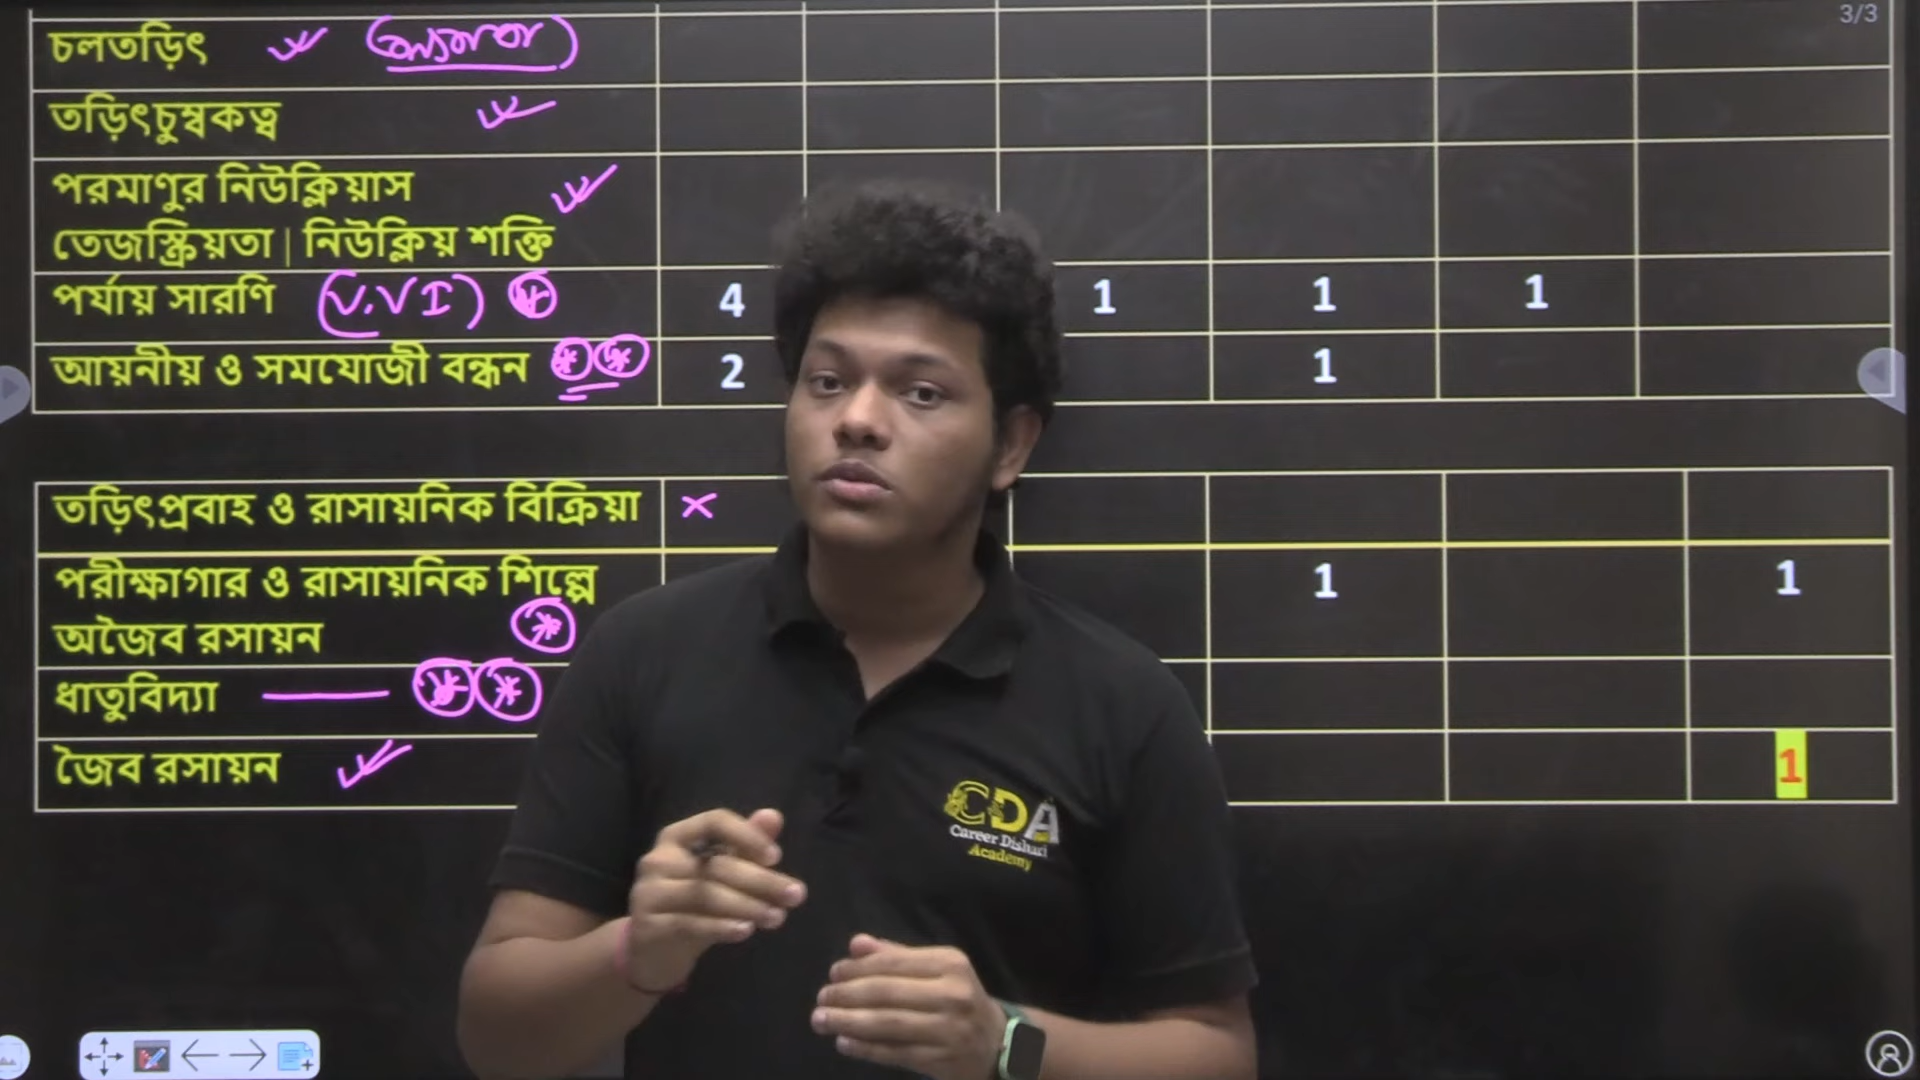 3/3
চলতড়িৎ
তড়িৎচুম্বকত্ব
পরমাণুর নিউক্লিয়াস
তেজস্ক্রিয়তা | নিউক্লিয় শক্তি
পর্যায় সারণি (V.V I) 4 1 1 1
আয়নীয় ও সমযোজী বন্ধন 2 1
তড়িৎপ্রবাহ ও রাসায়নিক বিক্রিয়া ×
পরীক্ষাগার ও রাসায়নিক শিল্পে 1 1
অজৈব রসায়ন
ধাতুবিদ্যা
জৈব রসায়ন 1
CDA
Career Dishari
Academy